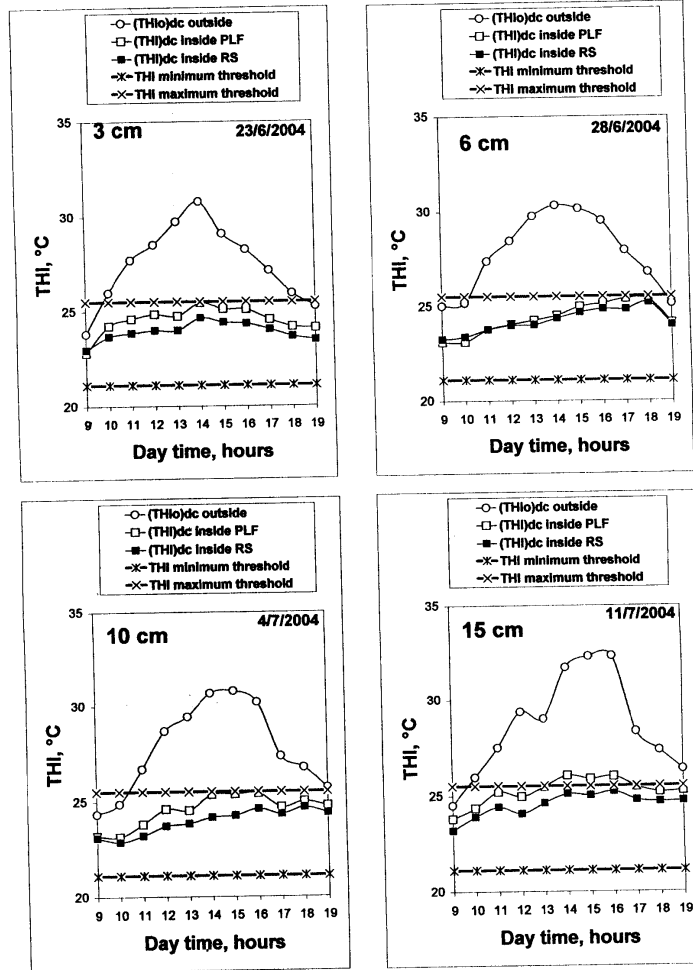 (THIo)dc outside
(THI)dc inside PLF
(THI)dc inside RS
THI minimum threshold
THI maximum threshold
35
3 cm
23/6/2004
30
THI, °C
25
20
9 10 11 12 13 14 15 16 17 18 19
Day time, hours
(THIo)dc outside
(THI)dc inside PLF
(THI)dc inside RS
THI minimum threshold
THI maximum threshold
35
6 cm
28/6/2004
30
THI, °C
25
20
9 10 11 12 13 14 15 16 17 18 19
Day time, hours
(THIo)dc outside
(THI)dc inside PLF
(THI)dc inside RS
THI minimum threshold
THI maximum threshold
35
10 cm
4/7/2004
30
THI, °C
25
20
9 10 11 12 13 14 15 16 17 18 19
Day time, hours
(THIo)dc outside
(THI)dc inside PLF
(THI)dc inside RS
THI minimum threshold
THI maximum threshold
35
15 cm
11/7/2004
30
THI, °C
25
20
9 10 11 12 13 14 15 16 17 18 19
Day time, hours